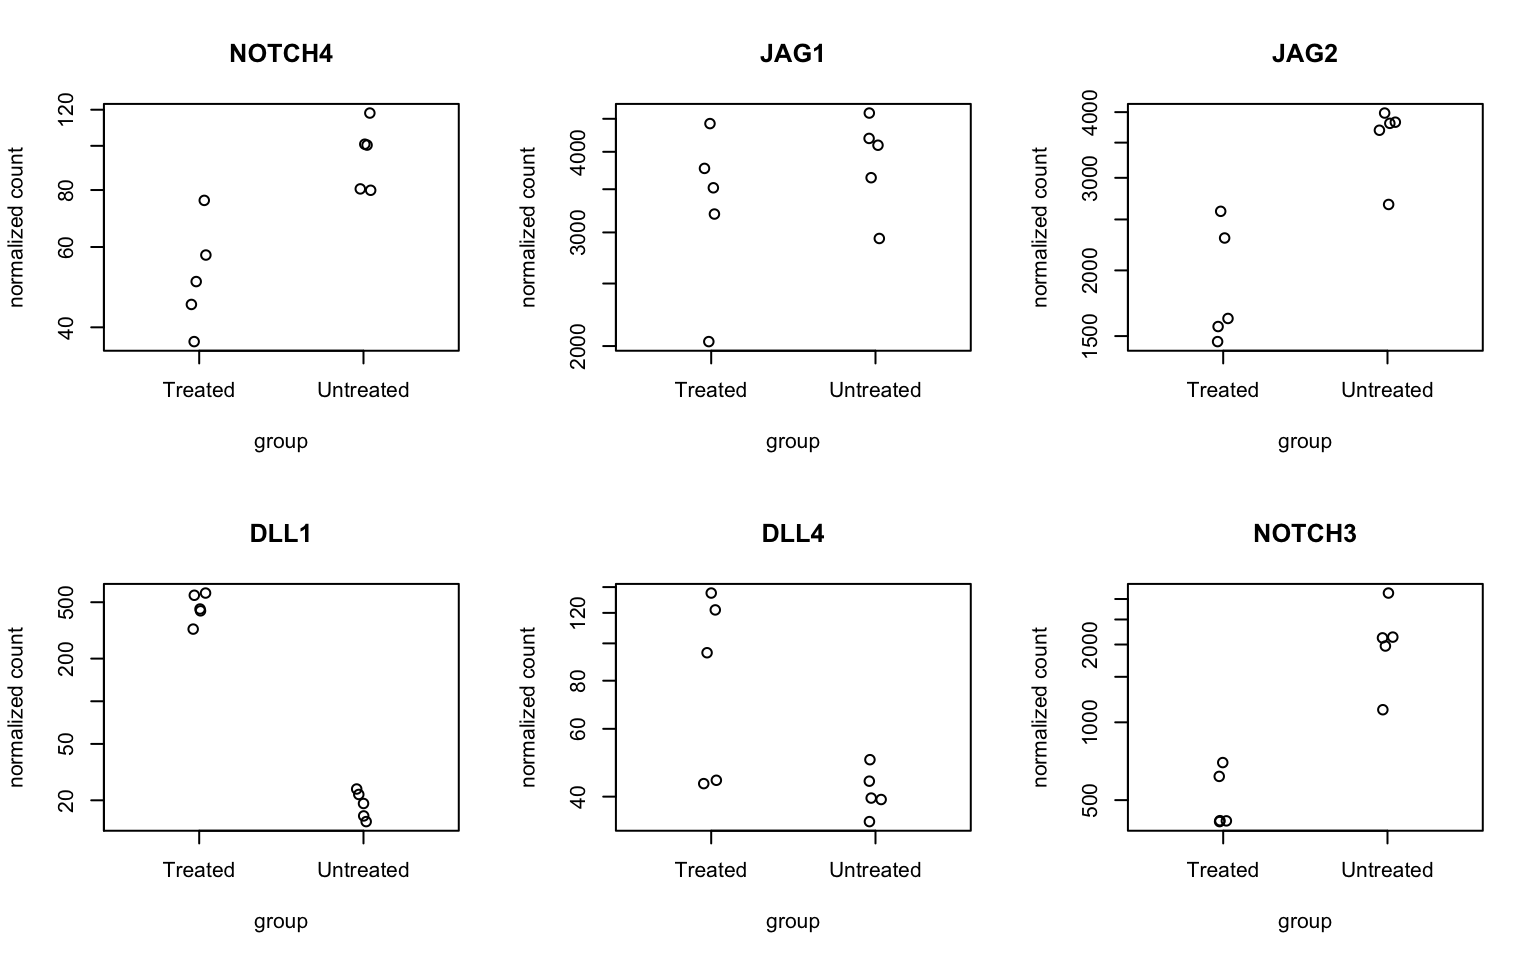 NOTCH4
normalized count
120
80
60
40
Treated Untreated
group
JAG1
normalized count
4000
3000
2000
Treated Untreated
group
JAG2
normalized count
4000
3000
2000
1500
Treated Untreated
group
DLL1
normalized count
500
200
50
20
Treated Untreated
group
DLL4
normalized count
120
80
60
40
Treated Untreated
group
NOTCH3
normalized count
2000
1000
500
Treated Untreated
group